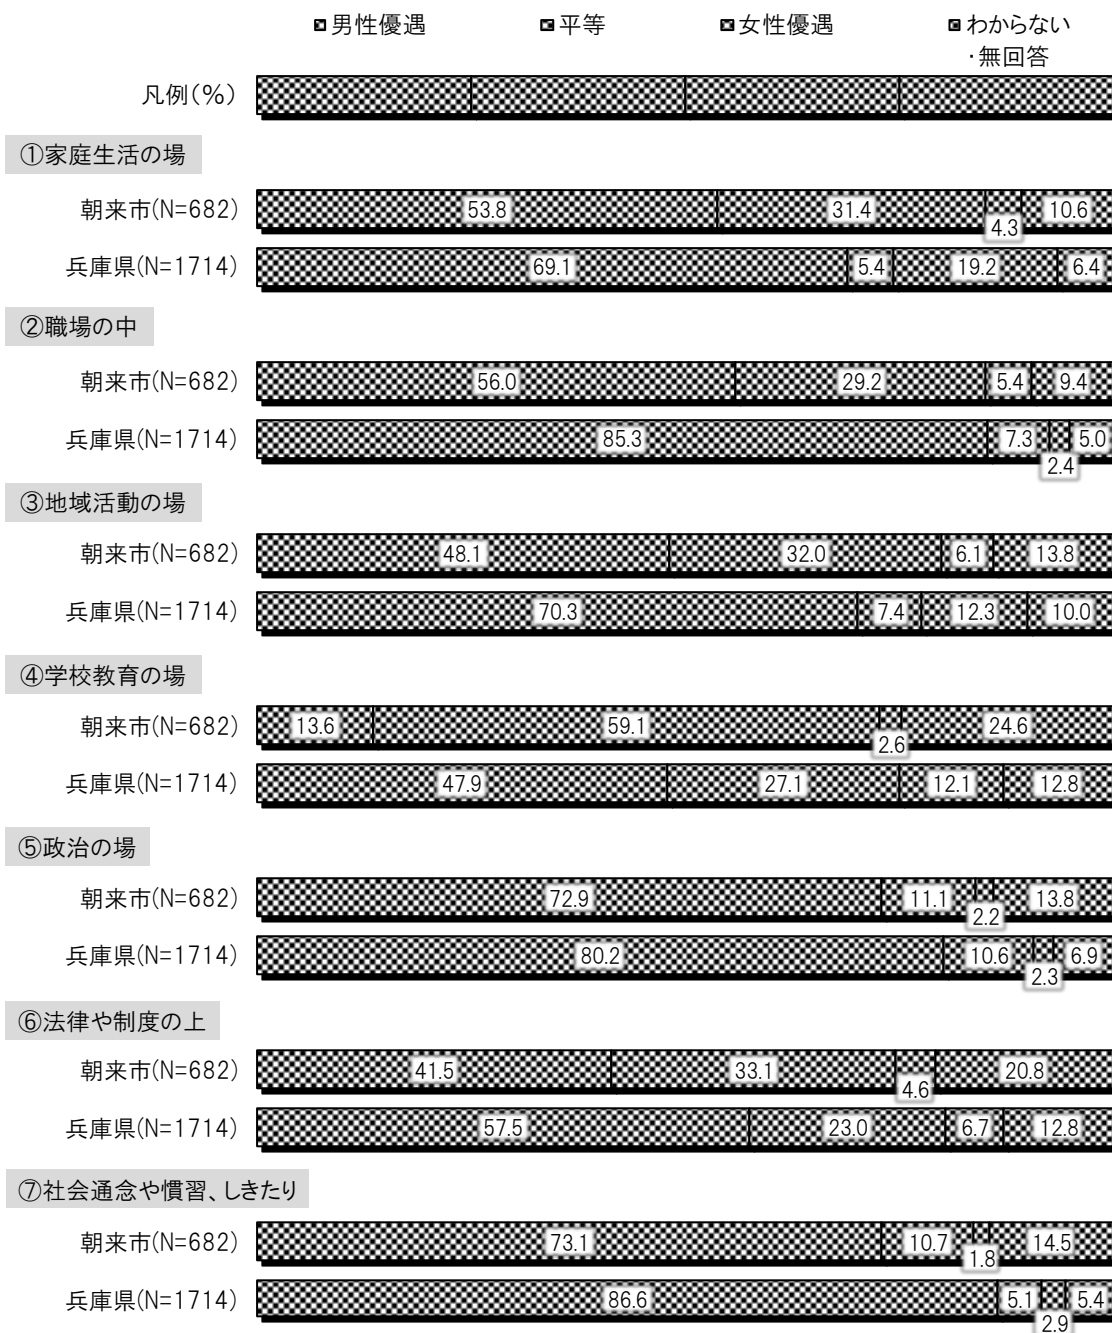 男性優遇 平等 女性優遇 わからない
・無回答
凡例(%)
①家庭生活の場
朝来市(N=682) 53.8 31.4 4.3 10.6
兵庫県(N=1714) 69.1 5.4 19.2 6.4
②職場の中
朝来市(N=682) 56.0 29.2 5.4 9.4
兵庫県(N=1714) 85.3 7.3 2.4 5.0
③地域活動の場
朝来市(N=682) 48.1 32.0 6.1 13.8
兵庫県(N=1714) 70.3 7.4 12.3 10.0
④学校教育の場
朝来市(N=682) 13.6 59.1 2.6 24.6
兵庫県(N=1714) 47.9 27.1 12.1 12.8
⑤政治の場
朝来市(N=682) 72.9 11.1 2.2 13.8
兵庫県(N=1714) 80.2 10.6 2.3 6.9
⑥法律や制度の上
朝来市(N=682) 41.5 33.1 4.6 20.8
兵庫県(N=1714) 57.5 23.0 6.7 12.8
⑦社会通念や慣習、しきたり
朝来市(N=682) 73.1 10.7 1.8 14.5
兵庫県(N=1714) 86.6 5.1 2.9 5.4